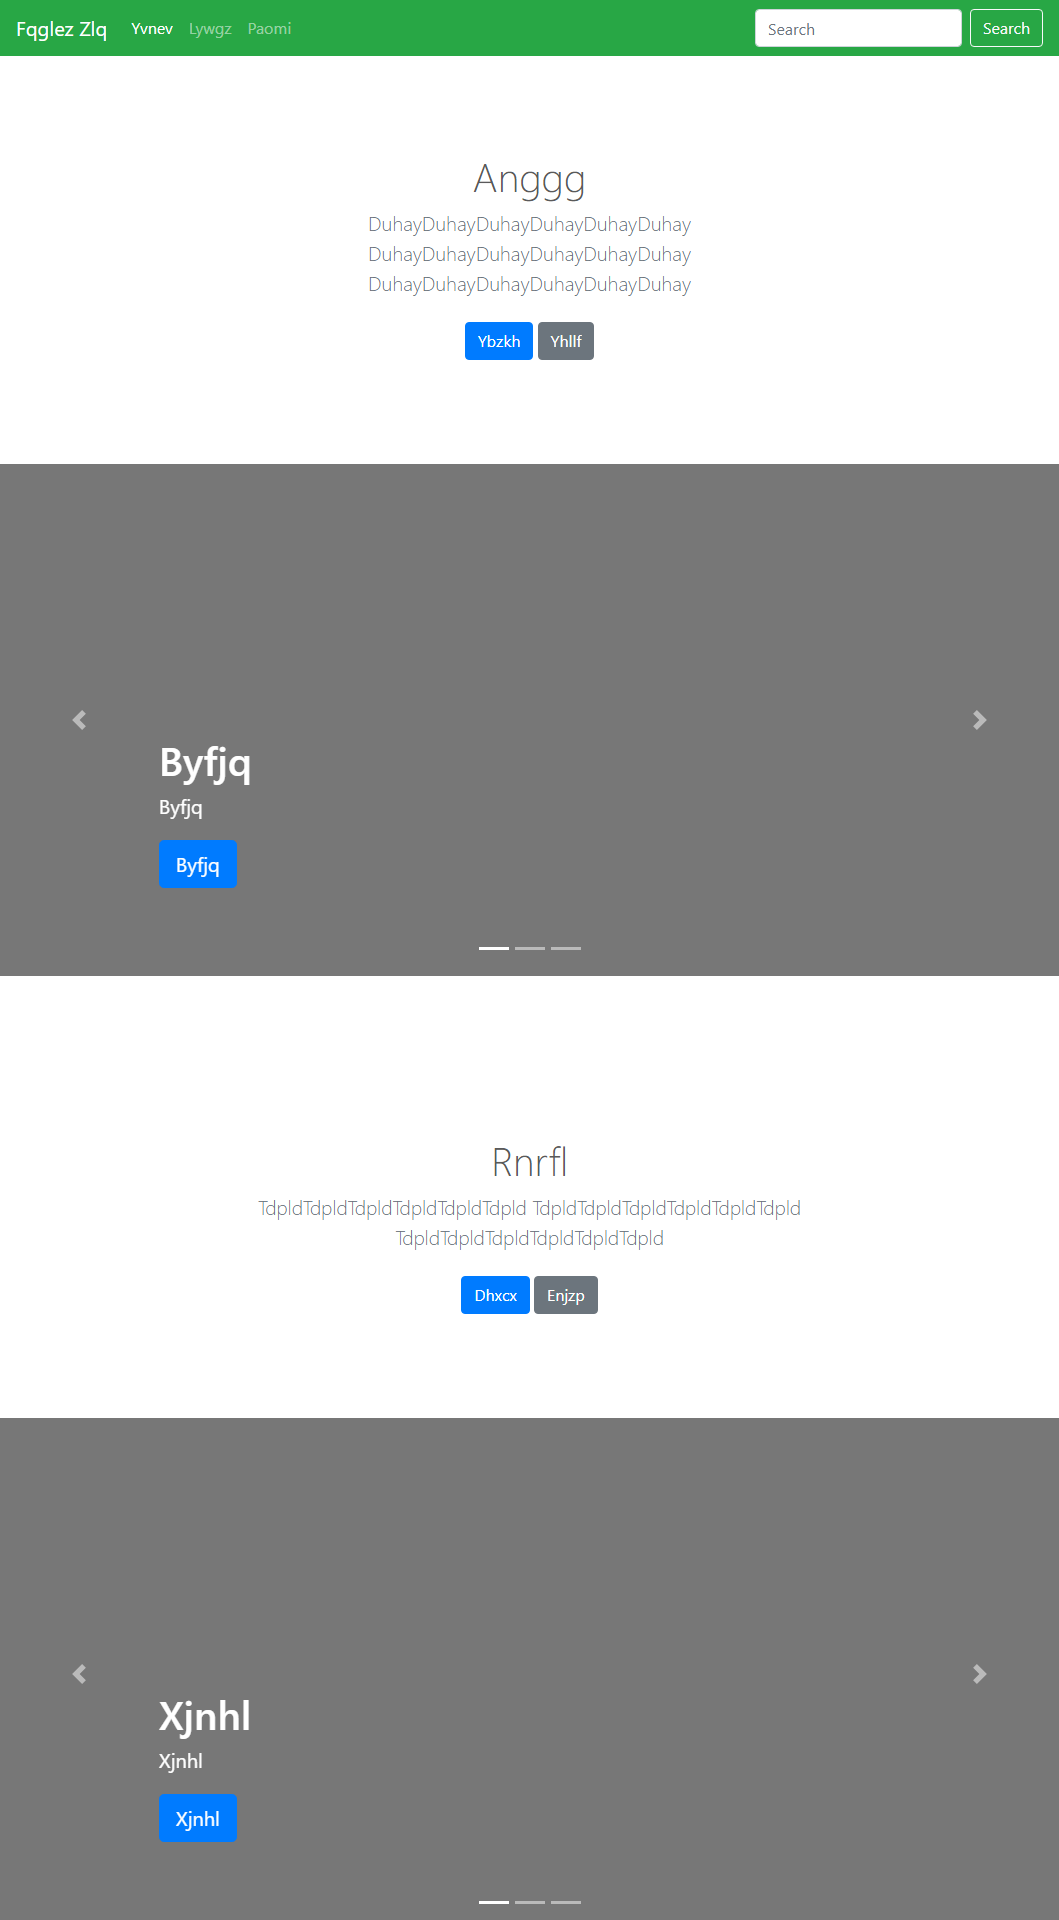 Fqglez Zlq Yvnev Lywgz Paomi Search Search
Anggg
DuhayDuhayDuhayDuhayDuhayDuhay
DuhayDuhayDuhayDuhayDuhayDuhay
DuhayDuhayDuhayDuhayDuhayDuhay
Ybzkh Yhllf
Byfjq
Byfjq
Byfjq
Rnrfl
TdpldTdpldTdpldTdpldTdpldTdpld TdpldTdpldTdpldTdpldTdpldTdpld
TdpldTdpldTdpldTdpldTdpldTdpld
Dhxcx Enjzp
Xjnhl
Xjnhl
Xjnhl